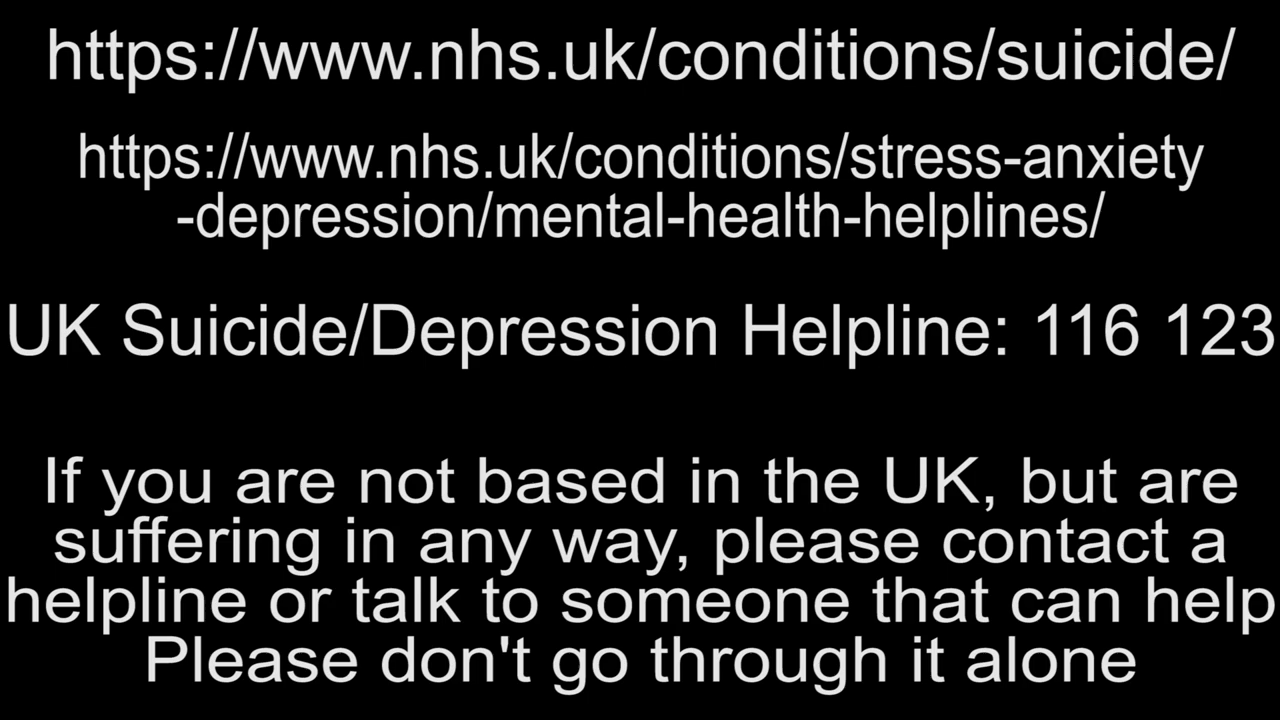 https://www.nhs.uk/conditions/suicide/
https://www.nhs.uk/conditions/stress-anxiety
-depression/mental-health-helplines/
UK Suicide/Depression Helpline: 116 123
If you are not based in the UK, but are
suffering in any way, please contact a
helpline or talk to someone that can help
Please don't go through it alone